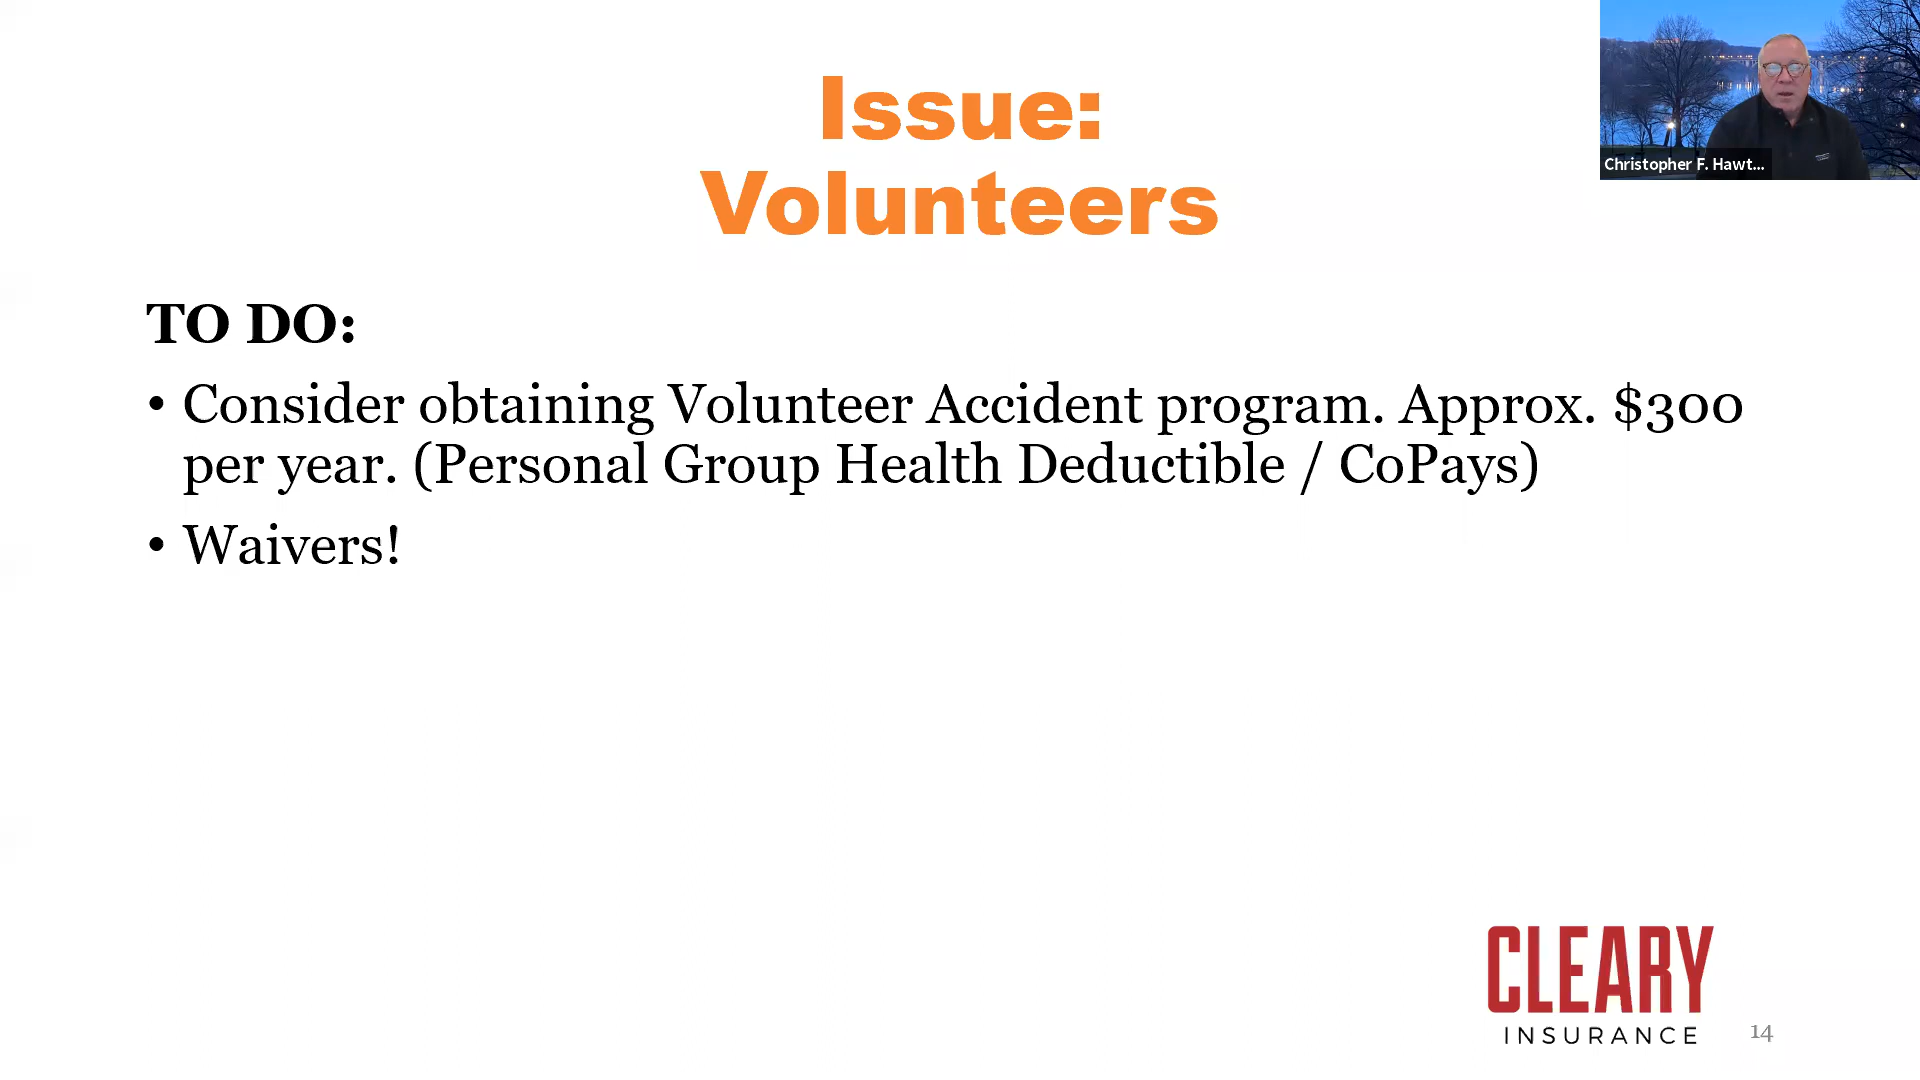 Issue:
Volunteers
Christopher F. Hawt...
TO DO:
• Consider obtaining Volunteer Accident program. Approx. $300
per year. (Personal Group Health Deductible / CoPays)
• Waivers!
CLEARY
INSURANCE
14